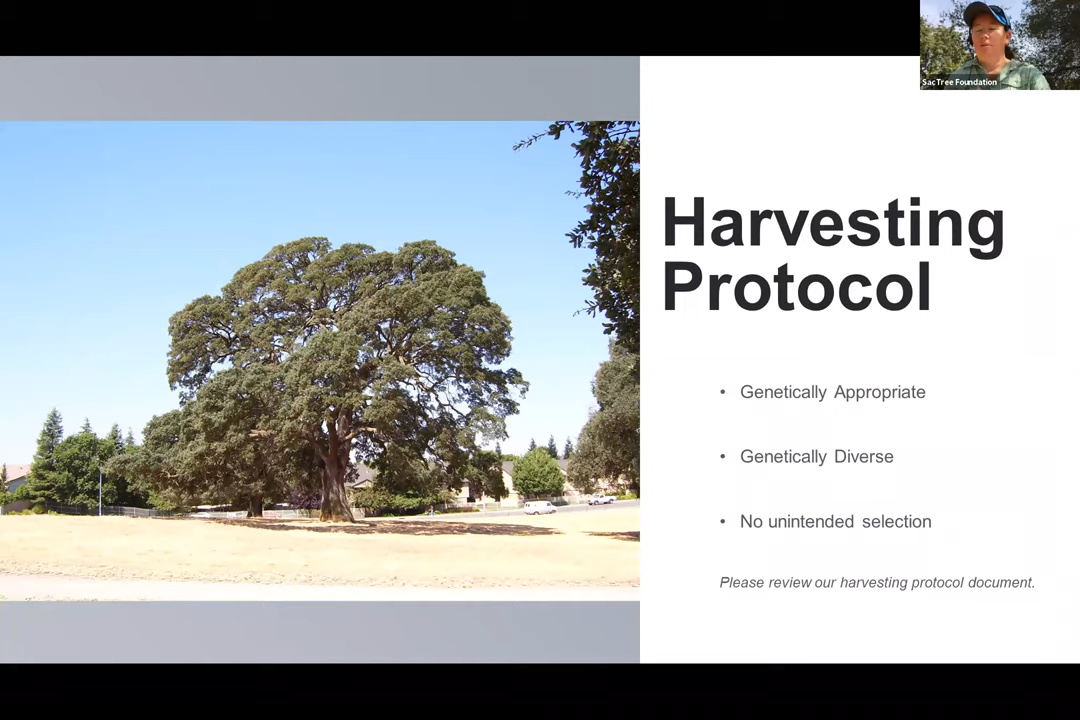 SacTree Foundation
Harvesting
Protocol
• Genetically Appropriate
• Genetically Diverse
• No unintended selection
Please review our harvesting protocol document.